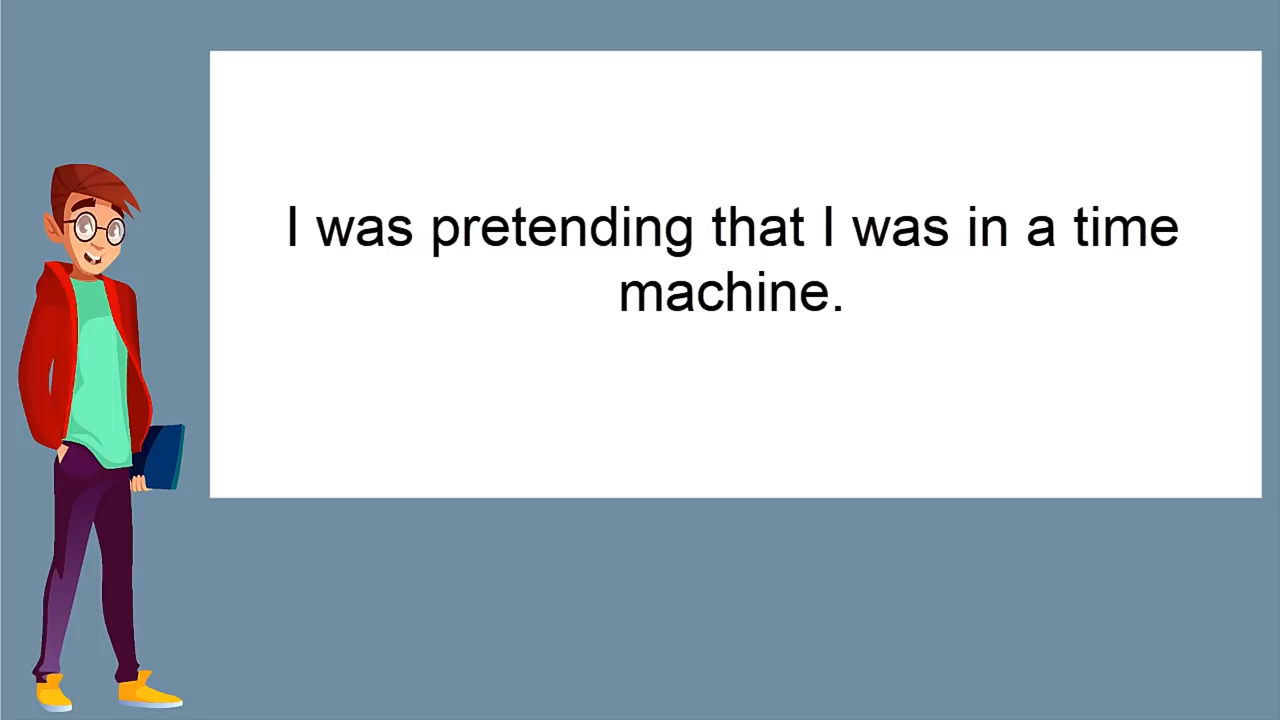 I was pretending that I was in a time
machine.